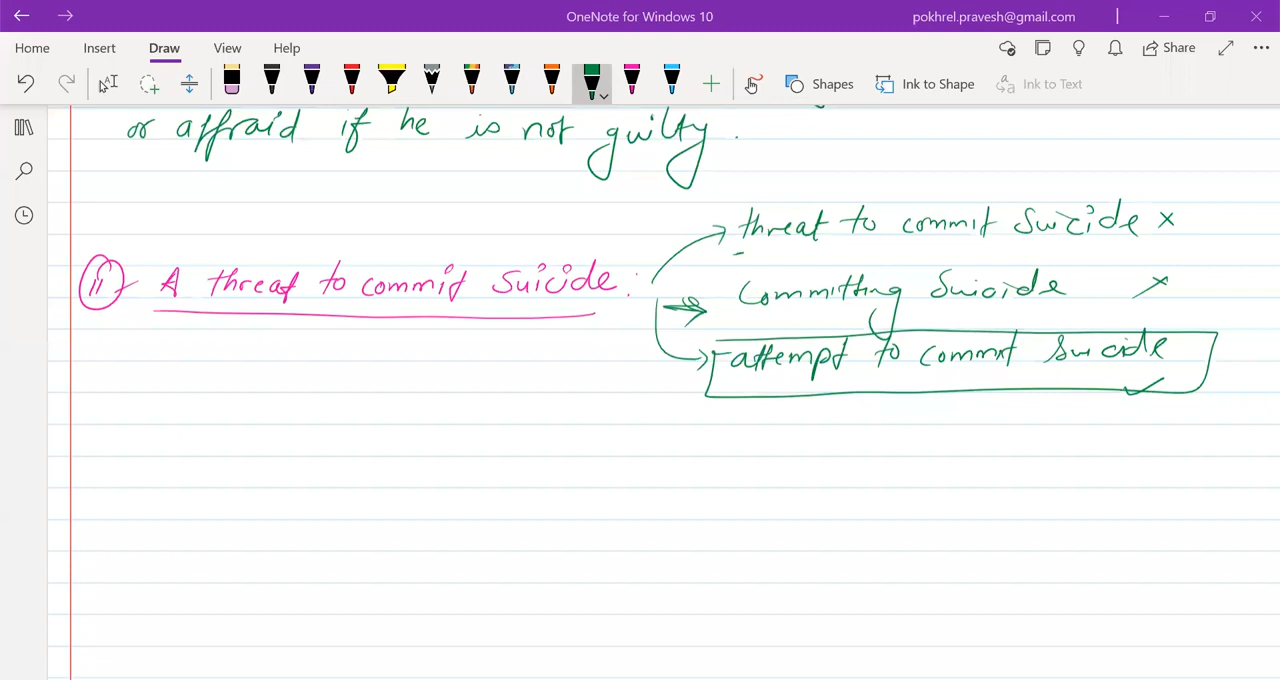 OneNote for Windows 10
pokhrel.pravesh@gmail.com
Home Insert Draw View Help
Share
Shapes Ink to Shape Ink to Text
or affraid if he is not guilty.
ii A threat to commit suicide:
threat to commit suicide ×
Committing Suicide ×
attempt to commit suicide ✓